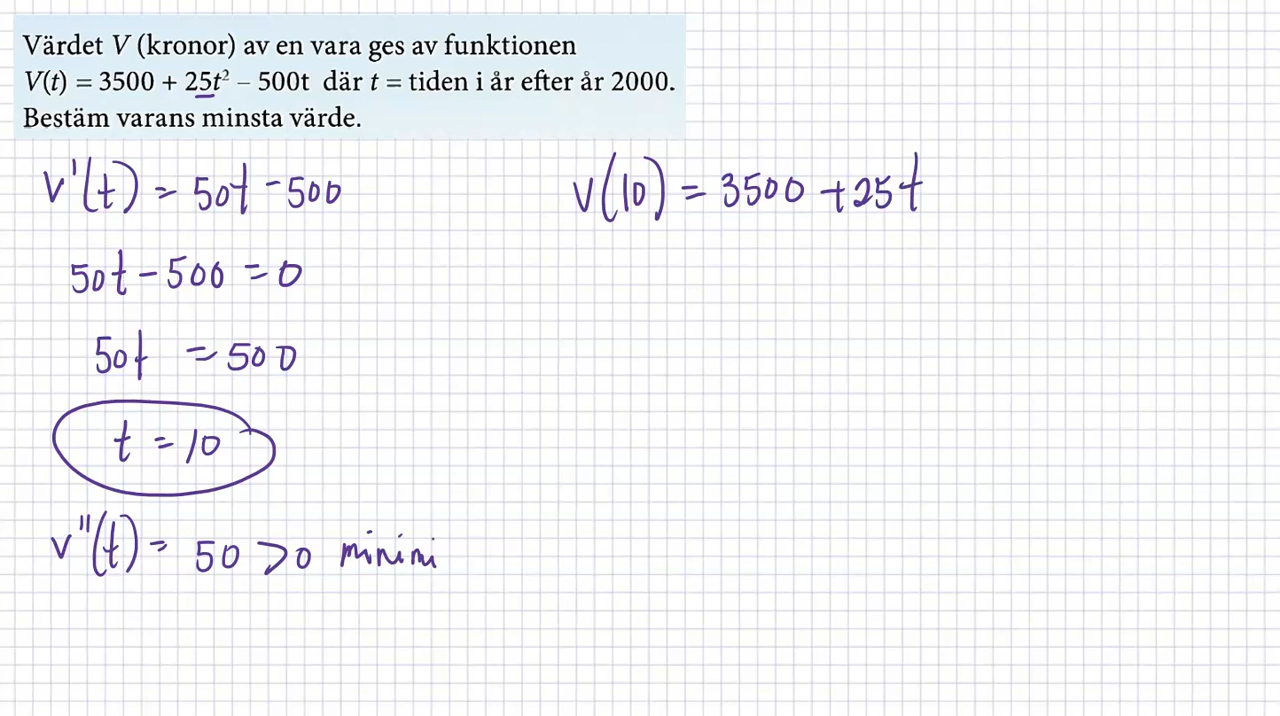 Värdet V (kronor) av en vara ges av funktionen
V(t) = 3500 + 25t² – 500t där t = tiden i år efter år 2000.
Bestäm varans minsta värde.
V'(t) = 50t - 500
50t - 500 = 0
50t = 500
t = 10
V''(t) = 50 > 0 minimi
V(10) = 3500 + 25t